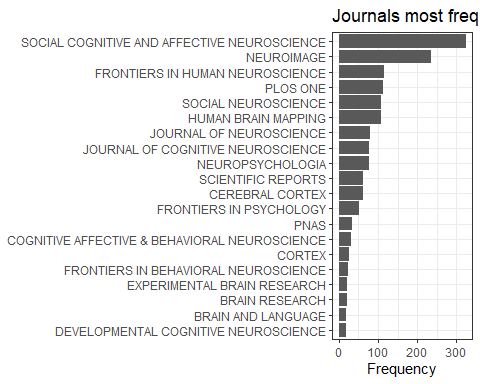 Journals most freq
SOCIAL COGNITIVE AND AFFECTIVE NEUROSCIENCE
NEUROIMAGE
FRONTIERS IN HUMAN NEUROSCIENCE
PLOS ONE
SOCIAL NEUROSCIENCE
HUMAN BRAIN MAPPING
JOURNAL OF NEUROSCIENCE
JOURNAL OF COGNITIVE NEUROSCIENCE
NEUROPSYCHOLOGIA
SCIENTIFIC REPORTS
CEREBRAL CORTEX
FRONTIERS IN PSYCHOLOGY
PNAS
COGNITIVE AFFECTIVE & BEHAVIORAL NEUROSCIENCE
CORTEX
FRONTIERS IN BEHAVIORAL NEUROSCIENCE
EXPERIMENTAL BRAIN RESEARCH
BRAIN RESEARCH
BRAIN AND LANGUAGE
DEVELOPMENTAL COGNITIVE NEUROSCIENCE
0 100 200 300
Frequency